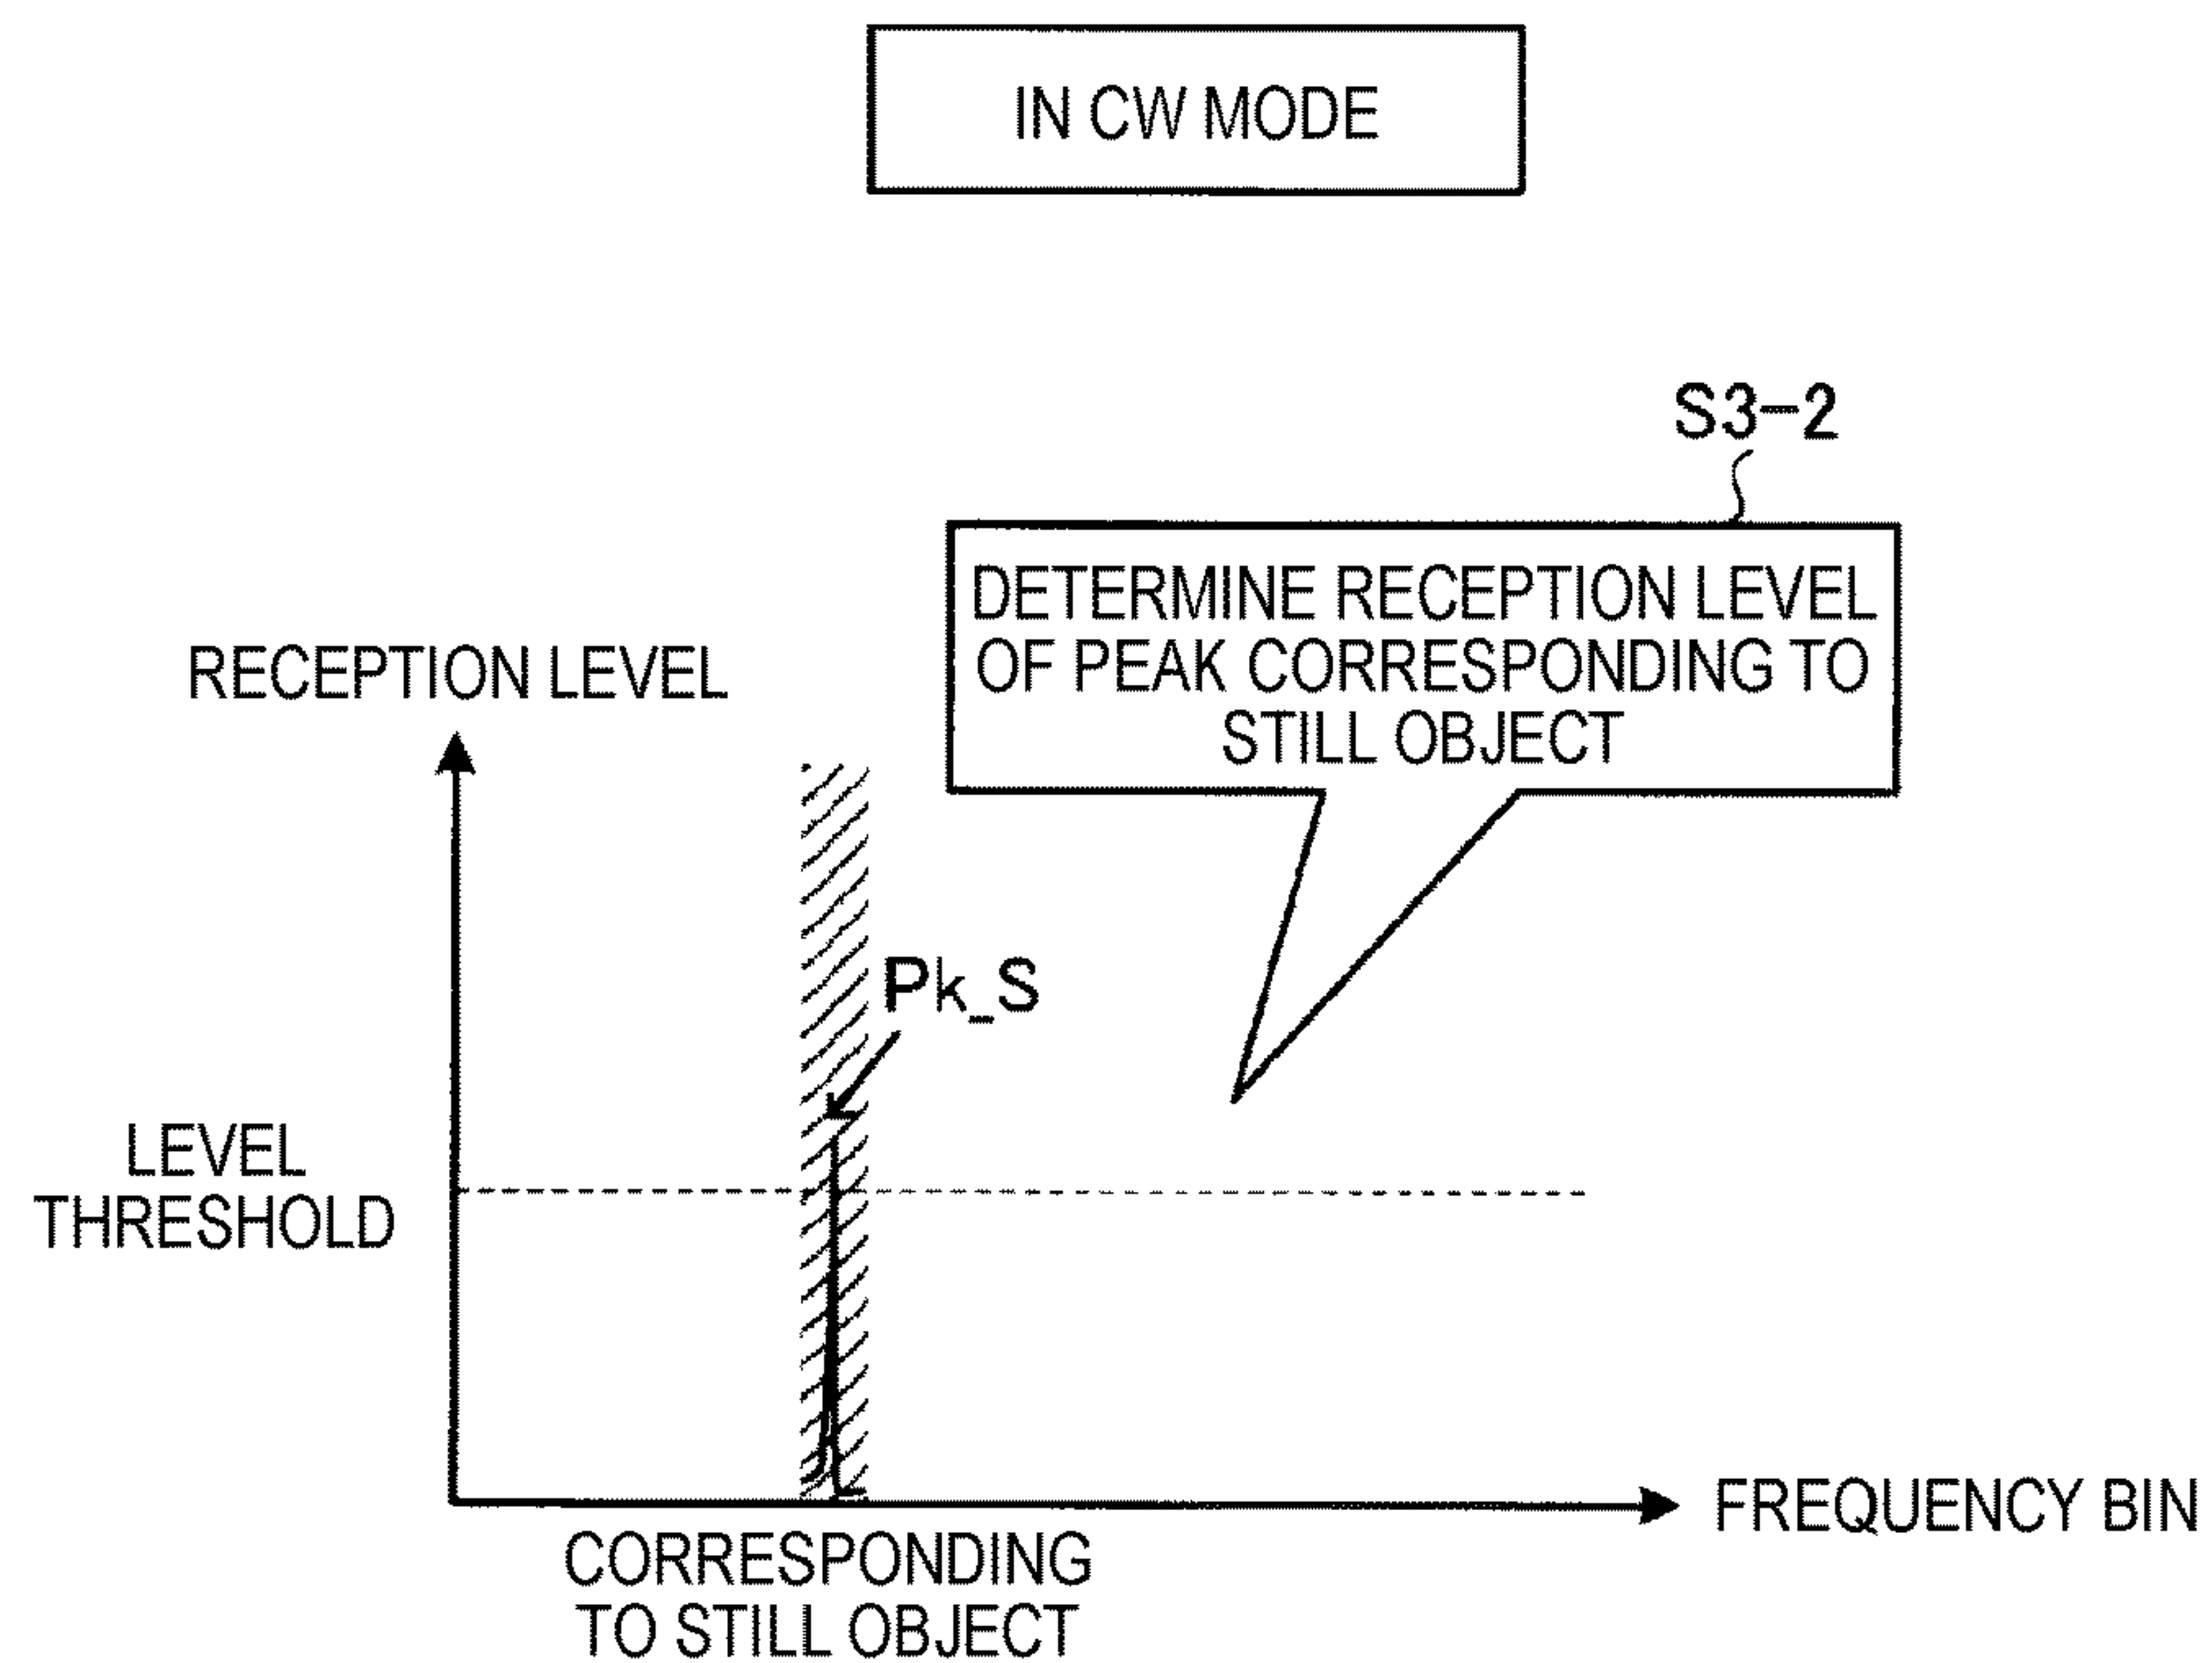 IN CW MODE
S3-2
DETERMINE RECEPTION LEVEL
OF PEAK CORRESPONDING TO
STILL OBJECT
RECEPTION LEVEL
Pk_S
LEVEL
THRESHOLD
FREQUENCY BIN
CORRESPONDING
TO STILL OBJECT